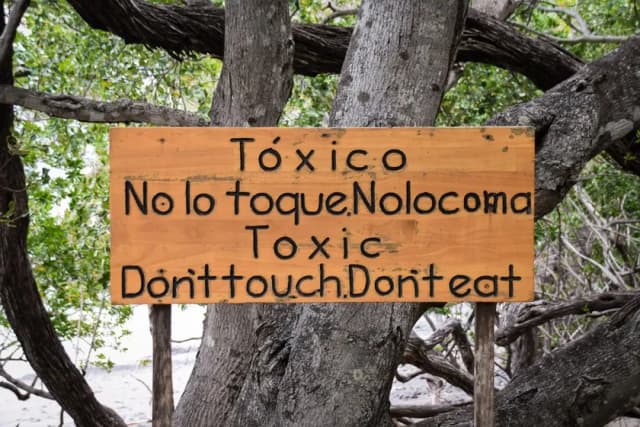 Tóxico
No lo toque. No lo coma
Toxic
Don't touch. Don't eat